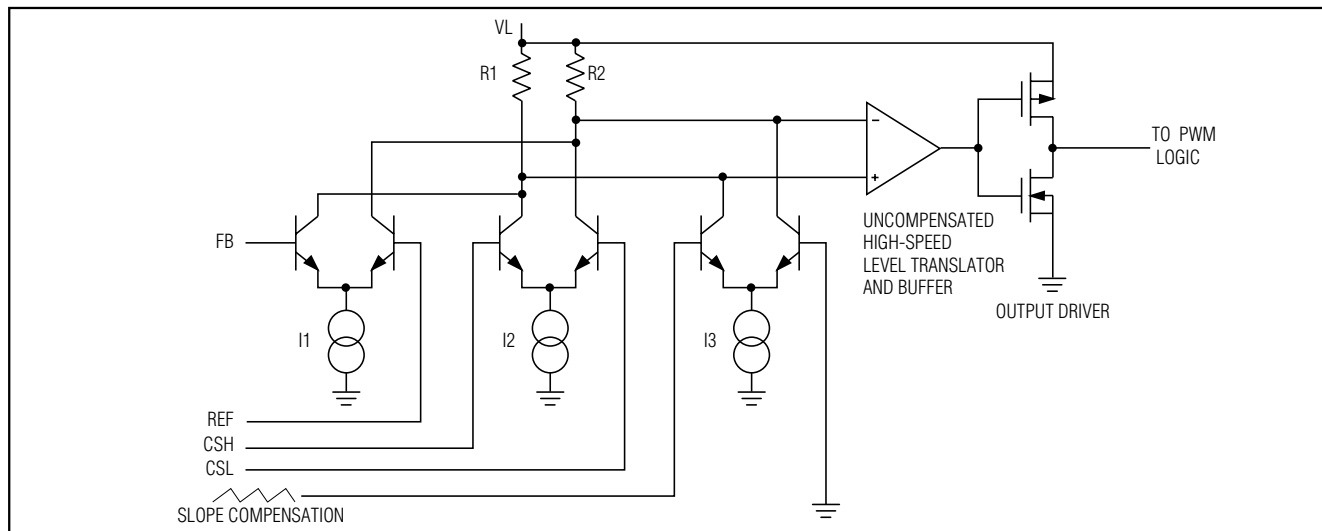 VL
R1
R2
TO PWM
LOGIC
FB
UNCOMPENSATED
HIGH-SPEED
LEVEL TRANSLATOR
AND BUFFER
OUTPUT DRIVER
I1
I2
I3
REF
CSH
CSL
SLOPE COMPENSATION